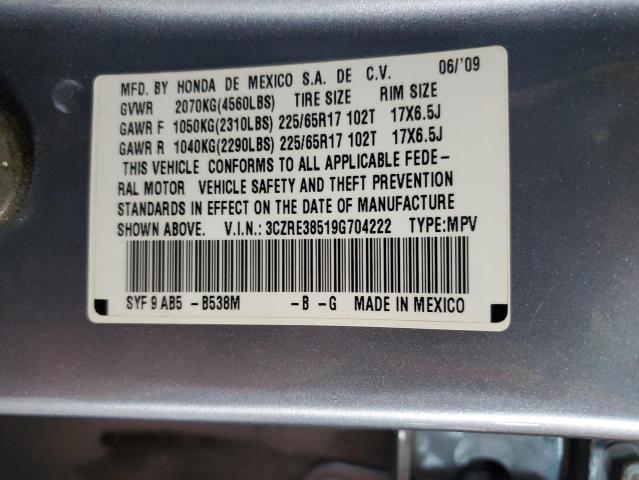 MFD. BY HONDA DE MEXICO S.A. DE C.V. 06/'09
GVWR 2070KG(4560LBS) TIRE SIZE RIM SIZE
GAWR F 1050KG(2310LBS) 225/65R17 102T 17X6.5J
GAWR R 1040KG(2290LBS) 225/65R17 102T 17X6.5J
THIS VEHICLE CONFORMS TO ALL APPLICABLE FEDE-
RAL MOTOR VEHICLE SAFETY AND THEFT PREVENTION
STANDARDS IN EFFECT ON THE DATE OF MANUFACTURE
SHOWN ABOVE. V.I.N.: 3CZRE38519G704222 TYPE:MPV
SYF 9 AB5 -B538M -B -G MADE IN MEXICO